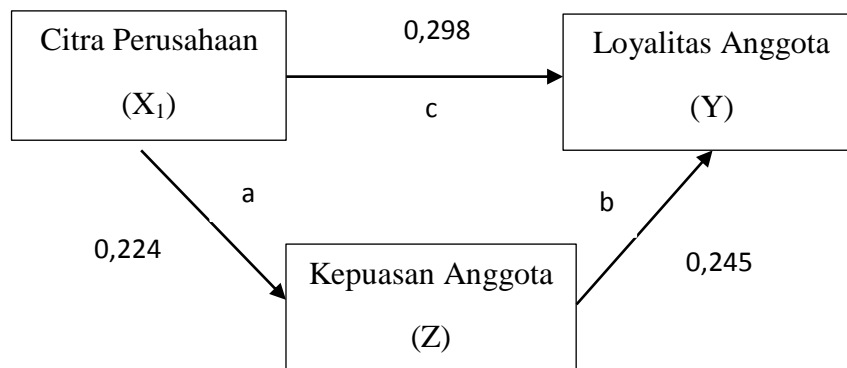 Citra Perusahaan
(X₁)
0,298
c
Loyalitas Anggota
(Y)
a
0,224
b
0,245
Kepuasan Anggota
(Z)